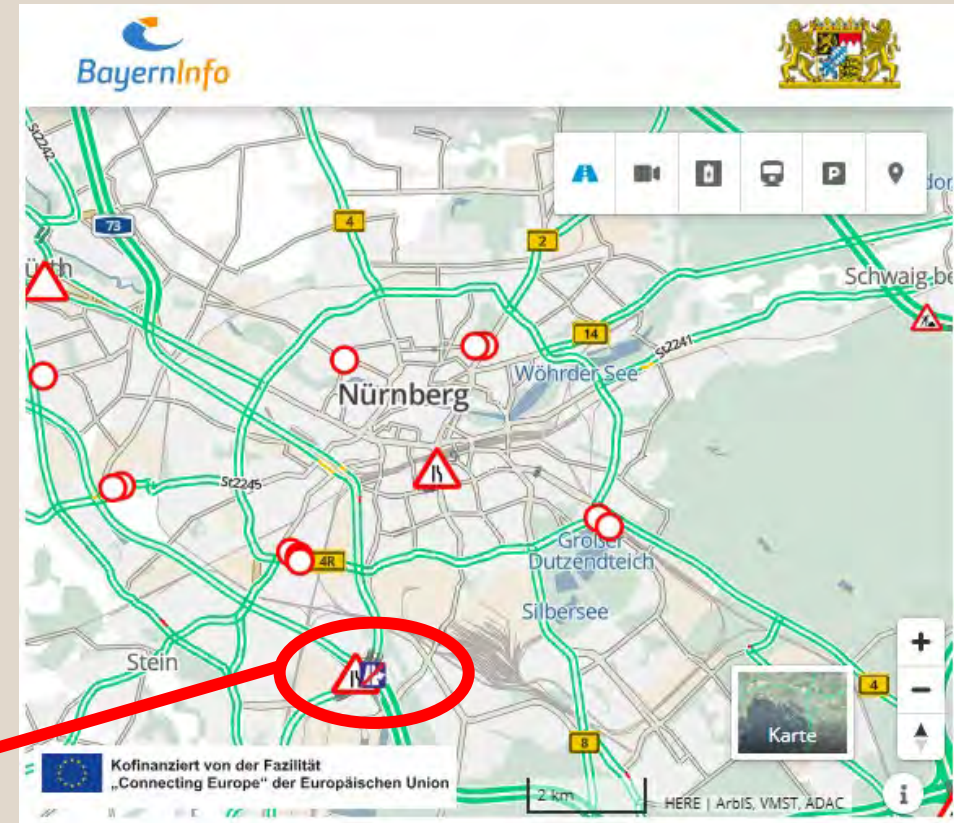 BayernInfo
St2242
73
4
2
dor
Schwaig be
14
St2241
Wöhrder See
Nürnberg
St2245
4R
Großer
Dutzendteich
Silbersee
Stein
4
8
Karte
Kofinanziert von der Fazilität
„Connecting Europe“ der Europäischen Union
2 km
HERE | ArbIS, VMST, ADAC